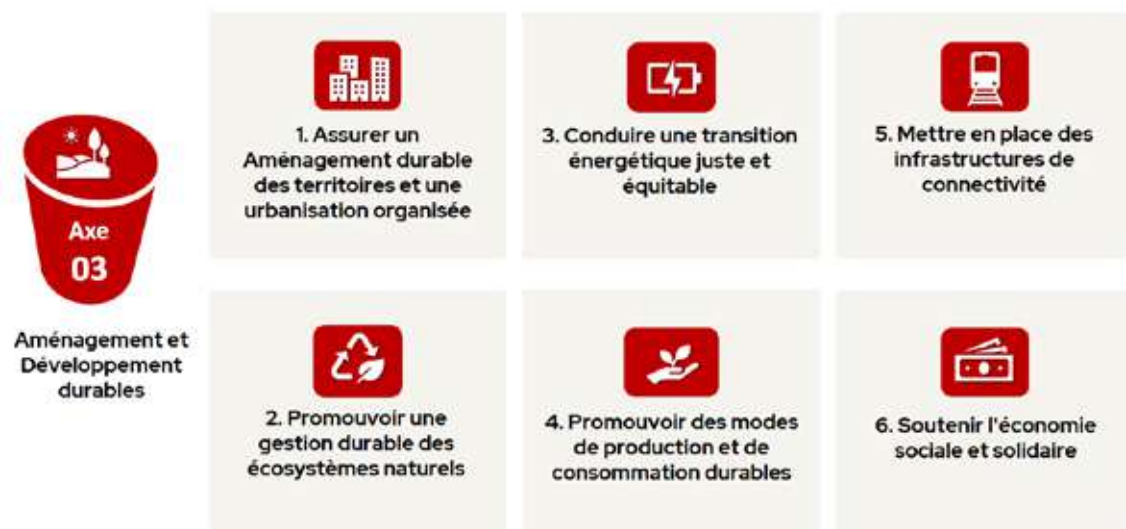 Axe
03
Aménagement et
Développement
durables
1. Assurer un
Aménagement durable
des territoires et une
urbanisation organisée
2. Promouvoir une
gestion durable des
écosystèmes naturels
3. Conduire une transition
énergétique juste et
équitable
4. Promouvoir des modes
de production et de
consommation durables
5. Mettre en place des
infrastructures de
connectivité
6. Soutenir l'économie
sociale et solidaire